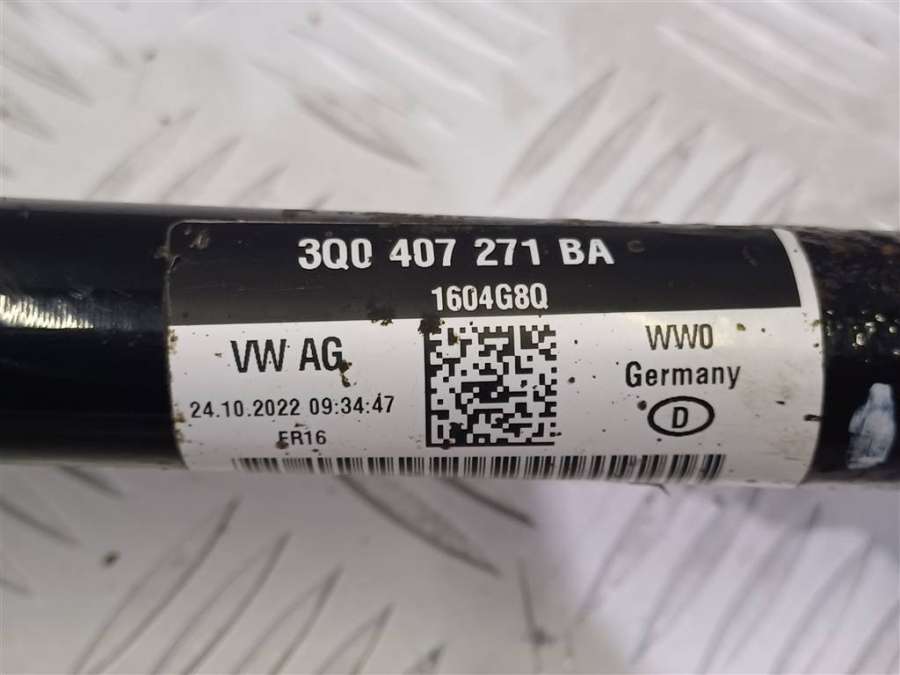 3Q0 407 271 BA
1604G8Q
VW AG
WW0
Germany
24.10.2022 09:34:47
D
ER16